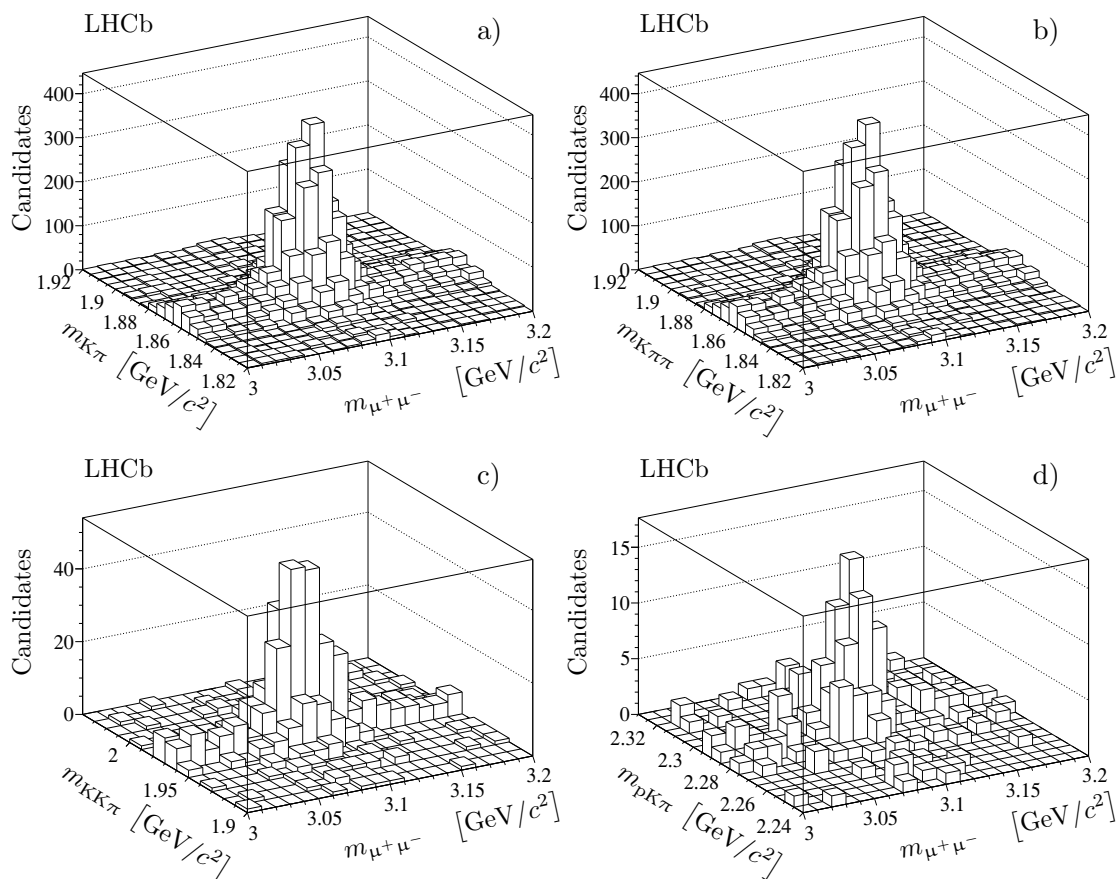 LHCb
a)
Candidates
400
300
200
100
0
1.92
1.9
1.88
1.86
1.84
1.82
m_{Kπ} [GeV/c²]
3
3.05
3.1
3.15
3.2
m_{μ⁺μ⁻} [GeV/c²]
LHCb
b)
Candidates
400
300
200
100
0
1.92
1.9
1.88
1.86
1.84
1.82
m_{Kππ} [GeV/c²]
3
3.05
3.1
3.15
3.2
m_{μ⁺μ⁻} [GeV/c²]
LHCb
c)
Candidates
40
20
0
2
1.95
1.9
m_{KKπ} [GeV/c²]
3
3.05
3.1
3.15
3.2
m_{μ⁺μ⁻} [GeV/c²]
LHCb
d)
Candidates
15
10
5
0
2.32
2.3
2.28
2.26
2.24
m_{pKπ} [GeV/c²]
3
3.05
3.1
3.15
3.2
m_{μ⁺μ⁻} [GeV/c²]